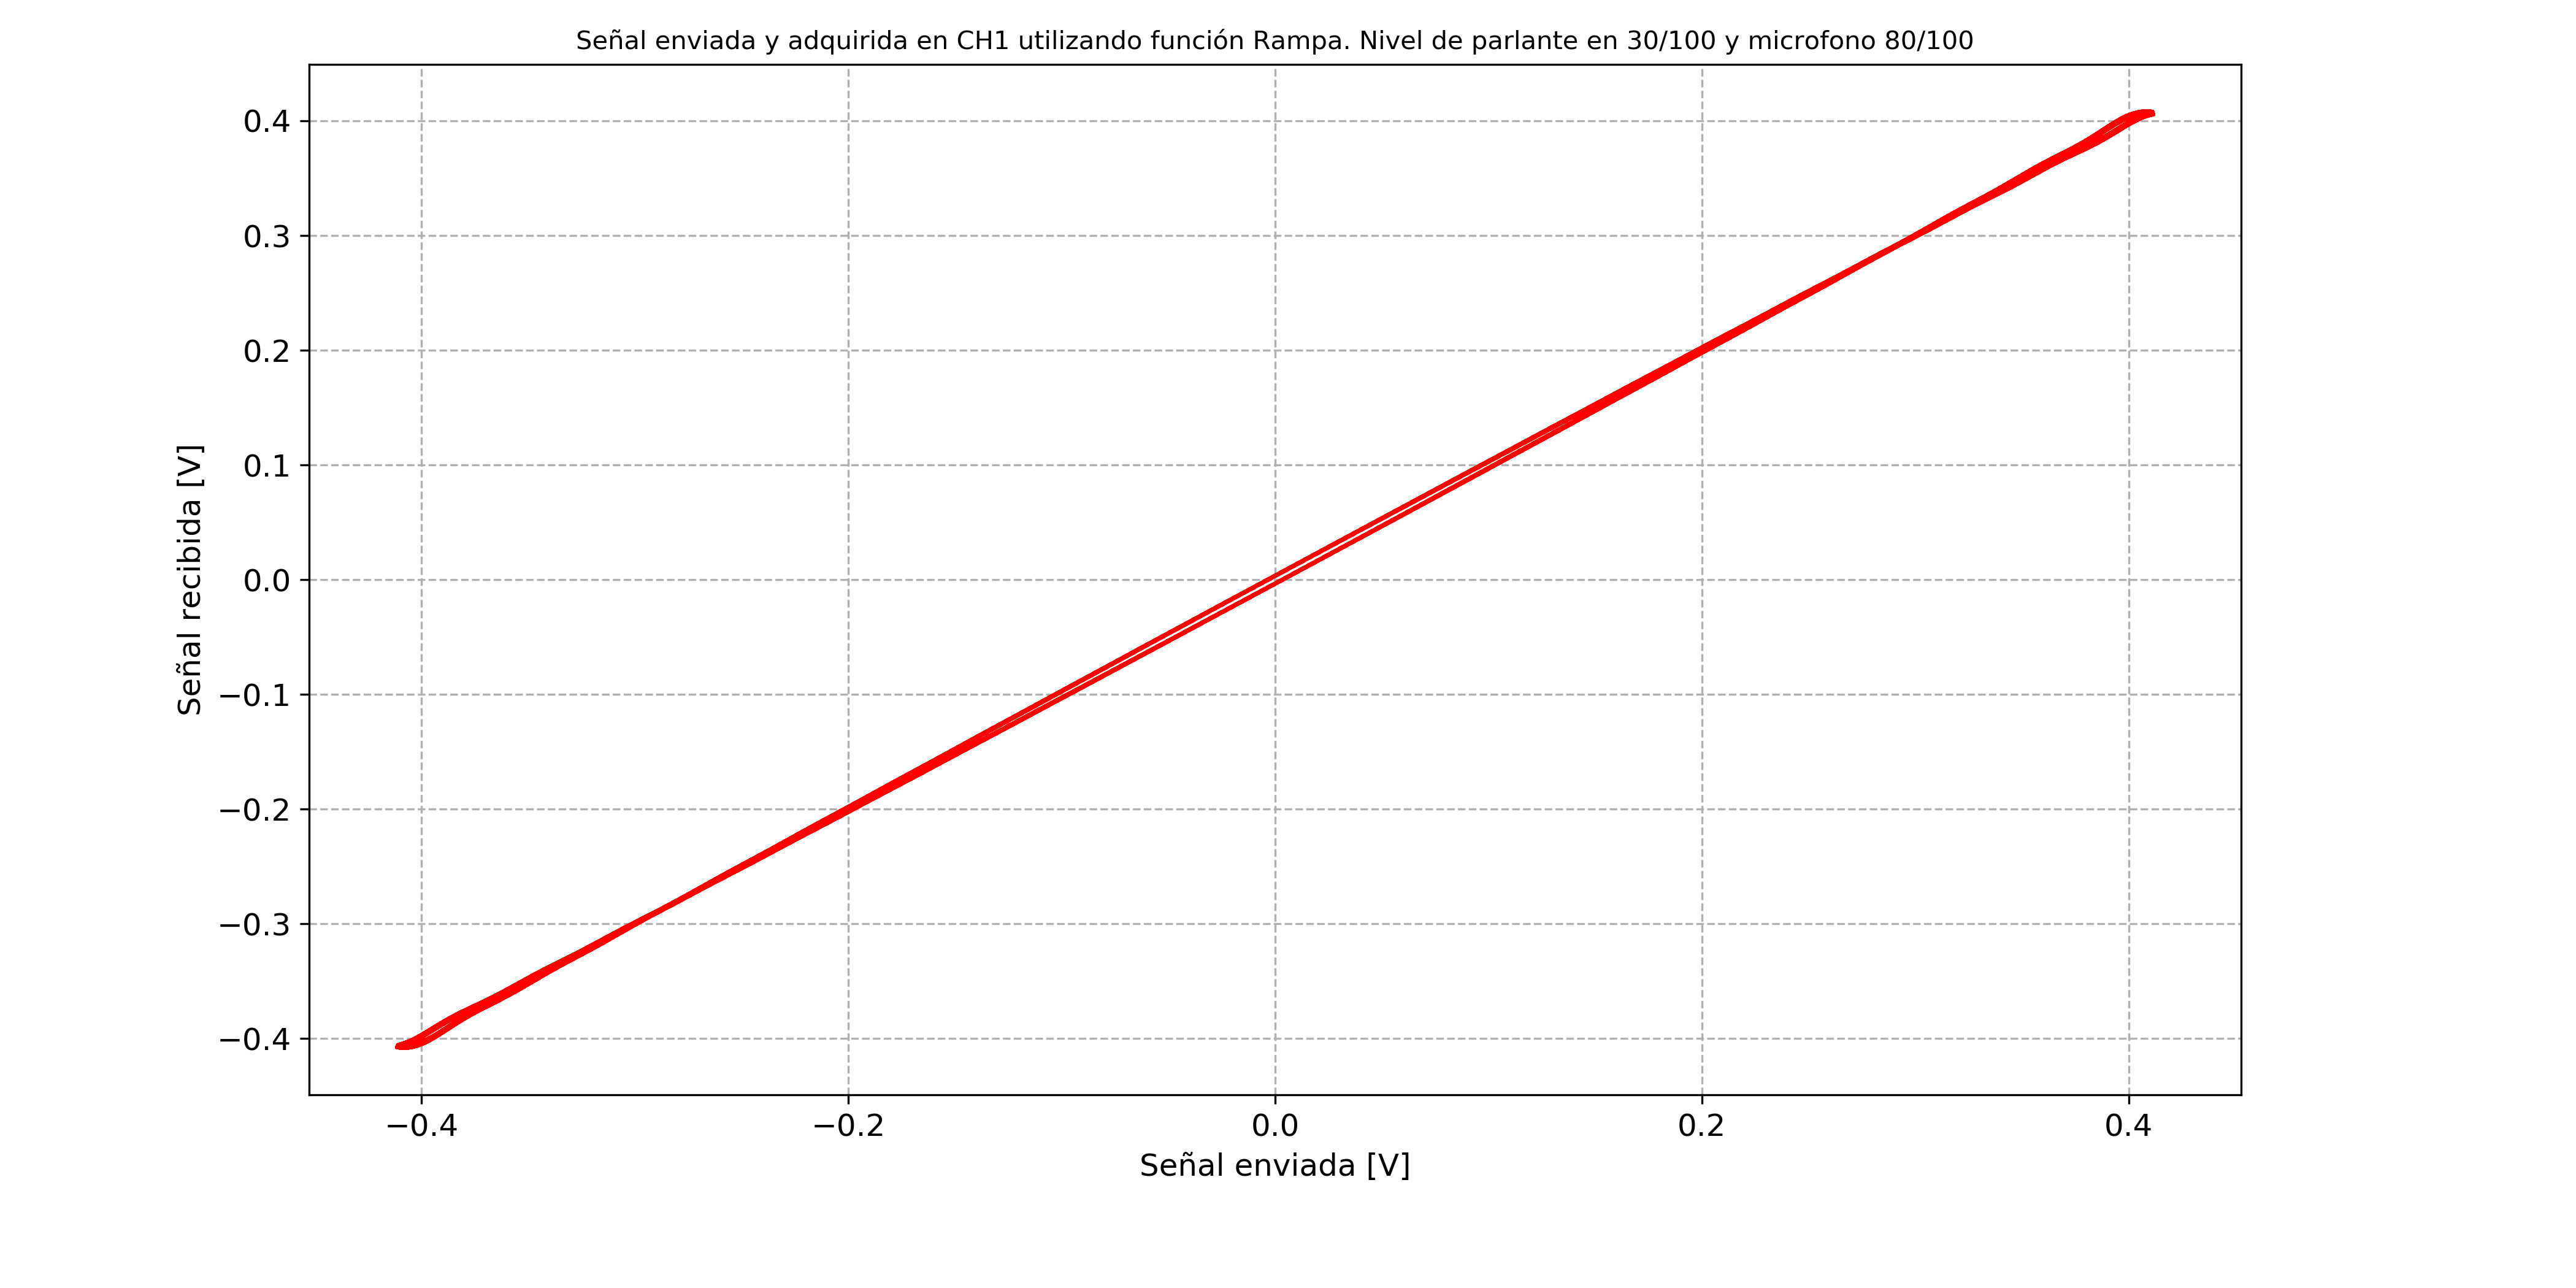 Señal enviada y adquirida en CH1 utilizando función Rampa. Nivel de parlante en 30/100 y microfono 80/100
Señal recibida [V]
0.4
0.3
0.2
0.1
0.0
−0.1
−0.2
−0.3
−0.4
−0.4 −0.2 0.0 0.2 0.4
Señal enviada [V]